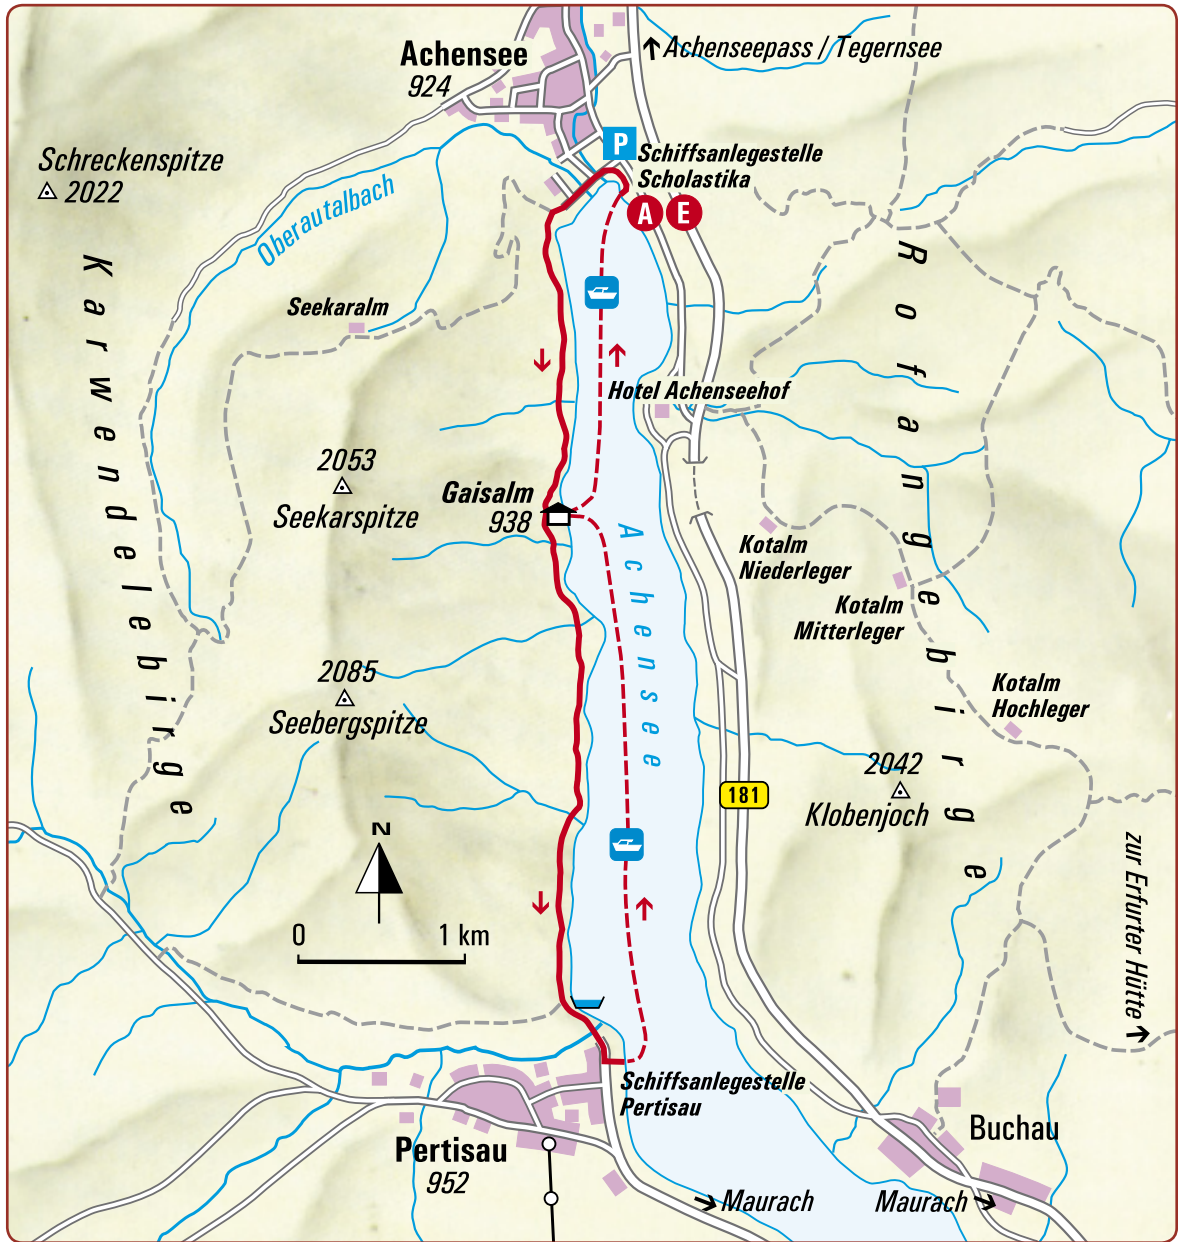 Achensee
924
Achenseepass / Tegernsee
P
Schiffsanlegestelle
Scholastika
A E
Schreckenspitze
2022
Oberautalbach
Karwendelebirge
Rofangebirge
Seekaralm
Hotel Achenseehof
2053
Seekarspitze
Gaisalm
938
Achensee
Kotalm
Niederleger
Kotalm
Mitterleger
Kotalm
Hochleger
2085
Seebergspitze
2042
Klobenjoch
181
N
0 1 km
zur Erfurter Hütte
Schiffsanlegestelle
Pertisau
Pertisau
952
Buchau
Maurach
Maurach